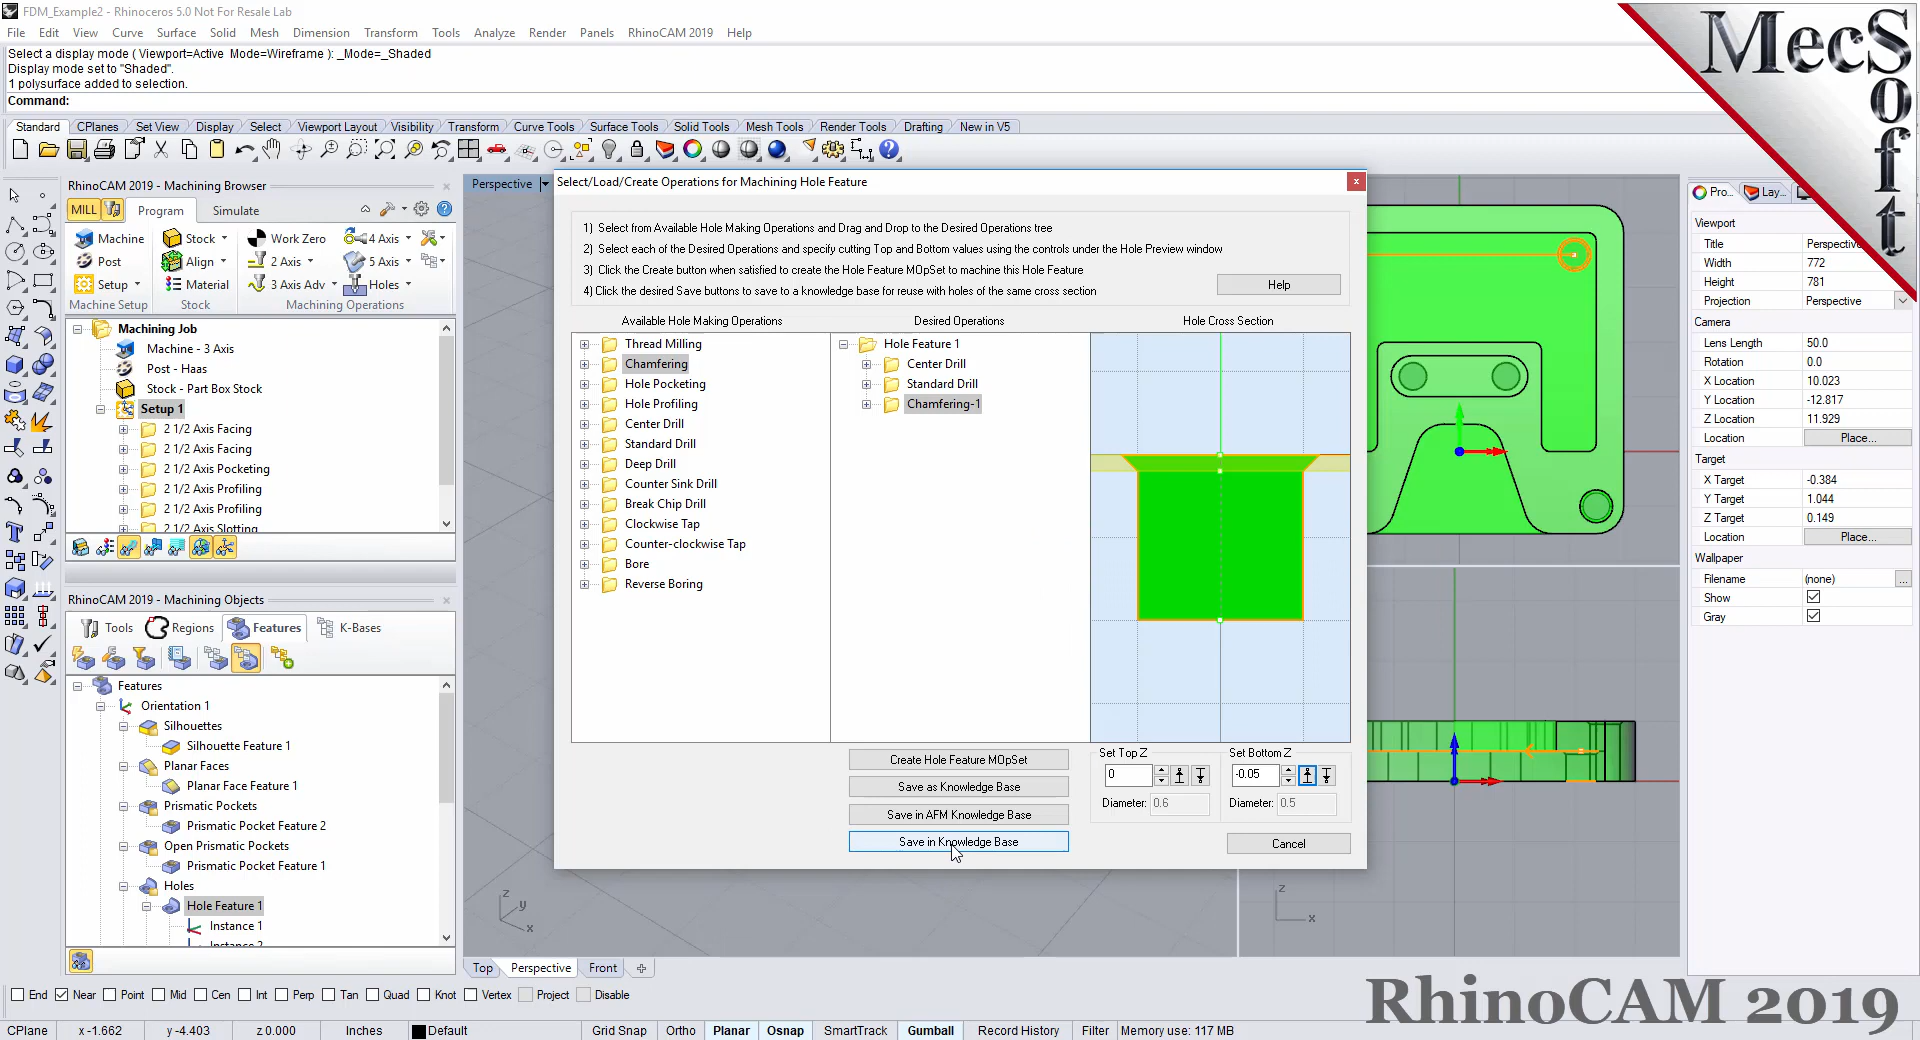 FDM_Example2 - Rhinoceros 5.0 Not For Resale Lab
File Edit View Curve Surface Solid Mesh Dimension Transform Tools Analyze Render Panels RhinoCAM 2019 Help
Select a display mode ( Viewport=Active Mode=Wireframe ): _Mode=_Shaded
Display mode set to "Shaded".
1 polysurface added to selection.
Command:
MecSoft
Standard CPlanes Set View Display Select Viewport Layout Visibility Transform Curve Tools Surface Tools Solid Tools Mesh Tools Render Tools Drafting New in V5
RhinoCAM 2019 - Machining Browser
MILL Program Simulate
Machine Stock Work Zero 4 Axis
Post Align 2 Axis 5 Axis
Setup Material 3 Axis Adv Holes
Machine Setup Stock Machining Operations
Machining Job
Machine - 3 Axis
Post - Haas
Stock - Part Box Stock
Setup 1
2 1/2 Axis Facing
2 1/2 Axis Facing
2 1/2 Axis Pocketing
2 1/2 Axis Profiling
2 1/2 Axis Profiling
2 1/2 Axis Slotting
RhinoCAM 2019 - Machining Objects
Tools Regions Features K-Bases
Features
Orientation 1
Silhouettes
Silhouette Feature 1
Planar Faces
Planar Face Feature 1
Prismatic Pockets
Prismatic Pocket Feature 2
Open Prismatic Pockets
Prismatic Pocket Feature 1
Holes
Hole Feature 1
Instance 1
Instance 2
Perspective
Select/Load/Create Operations for Machining Hole Feature
1) Select from Available Hole Making Operations and Drag and Drop to the Desired Operations tree
2) Select each of the Desired Operations and specify cutting Top and Bottom values using the controls under the Hole Preview window
3) Click the Create button when satisfied to create the Hole Feature MOpSet to machine this Hole Feature
4) Click the desired Save buttons to save to a knowledge base for reuse with holes of the same cross section
Help
Available Hole Making Operations
Thread Milling
Chamfering
Hole Pocketing
Hole Profiling
Center Drill
Standard Drill
Deep Drill
Counter Sink Drill
Break Chip Drill
Clockwise Tap
Counter-clockwise Tap
Bore
Reverse Boring
Desired Operations
Hole Feature 1
Center Drill
Standard Drill
Chamfering-1
Hole Cross Section
Create Hole Feature MOpSet
Save as Knowledge Base
Save in AFM Knowledge Base
Save in Knowledge Base
Set Top Z
0
Diameter: 0.6
Set Bottom Z
-0.05
Diameter: 0.5
Cancel
z
y
x
z
x
Pro... Lay...
Viewport
Title Perspective
Width 772
Height 781
Projection Perspective
Camera
Lens Length 50.0
Rotation 0.0
X Location 10.023
Y Location -12.817
Z Location 11.929
Location Place...
Target
X Target -0.384
Y Target 1.044
Z Target 0.149
Location Place...
Wallpaper
Filename (none) ...
Show
Gray
Top Perspective Front
End Near Point Mid Cen Int Perp Tan Quad Knot Vertex Project Disable
RhinoCAM 2019
CPlane x -1.662 y -4.403 z 0.000 Inches Default Grid Snap Ortho Planar Osnap SmartTrack Gumball Record History Filter Memory use: 117 MB